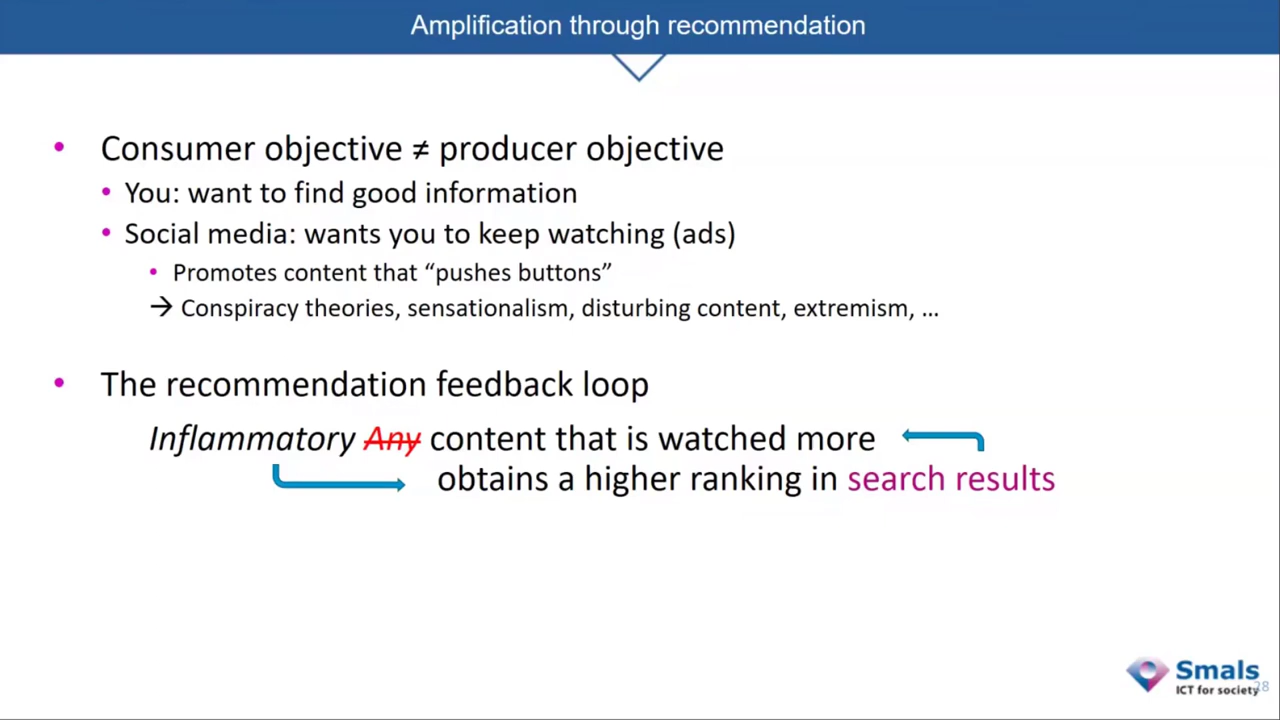 Amplification through recommendation
• Consumer objective ≠ producer objective
• You: want to find good information
• Social media: wants you to keep watching (ads)
• Promotes content that “pushes buttons”
→ Conspiracy theories, sensationalism, disturbing content, extremism, …
• The recommendation feedback loop
Inflammatory Any content that is watched more
obtains a higher ranking in search results
Smals
ICT for society
28